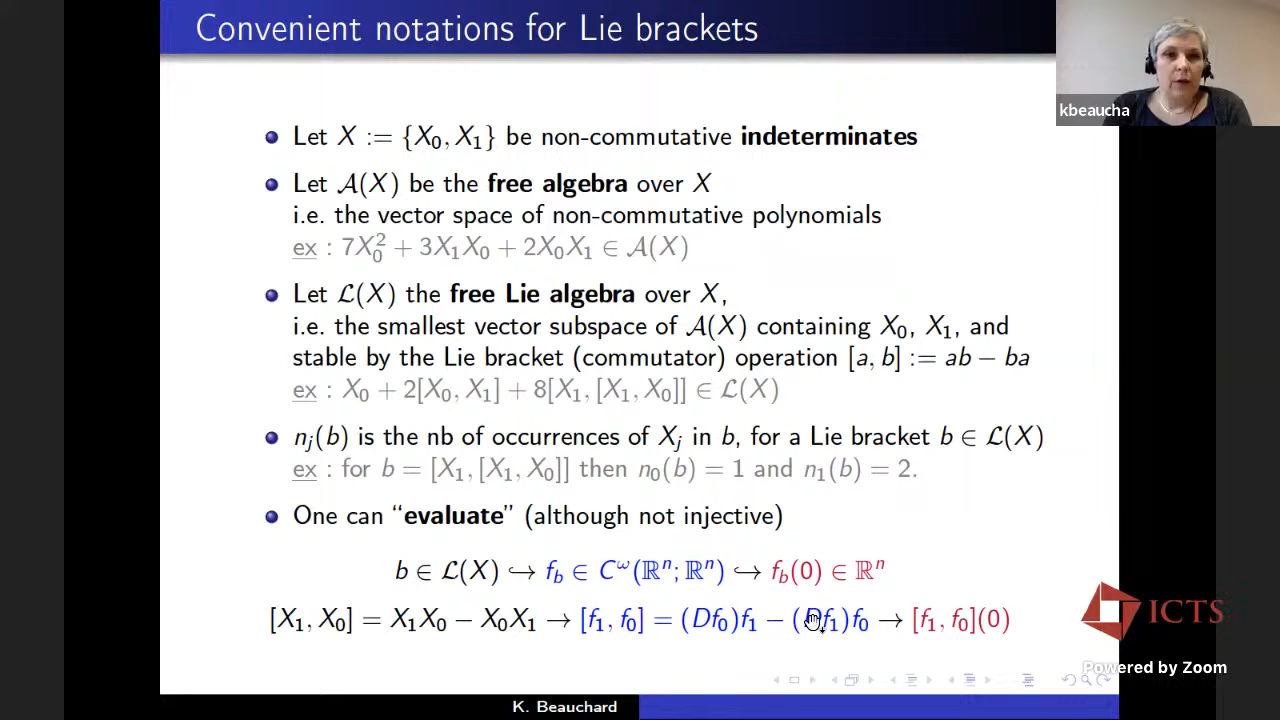 Convenient notations for Lie brackets
kbeaucha
Let X := {X₀, X₁} be non-commutative indeterminates
Let 𝒜(X) be the free algebra over X
i.e. the vector space of non-commutative polynomials
ex : 7X₀² + 3X₁X₀ + 2X₀X₁ ∈ 𝒜(X)
Let ℒ(X) the free Lie algebra over X,
i.e. the smallest vector subspace of 𝒜(X) containing X₀, X₁, and
stable by the Lie bracket (commutator) operation [a, b] := ab − ba
ex : X₀ + 2[X₀, X₁] + 8[X₁, [X₁, X₀]] ∈ ℒ(X)
nⱼ(b) is the nb of occurrences of Xⱼ in b, for a Lie bracket b ∈ ℒ(X)
ex : for b = [X₁, [X₁, X₀]] then n₀(b) = 1 and n₁(b) = 2.
One can “evaluate” (although not injective)
b ∈ ℒ(X) ↪ f_b ∈ C^ω(ℝⁿ; ℝⁿ) ↪ f_b(0) ∈ ℝⁿ
[X₁, X₀] = X₁X₀ − X₀X₁ → [f₁, f₀] = (Df₀)f₁ − (Df₁)f₀ → [f₁, f₀](0)
ICTS
Powered by Zoom
K. Beauchard